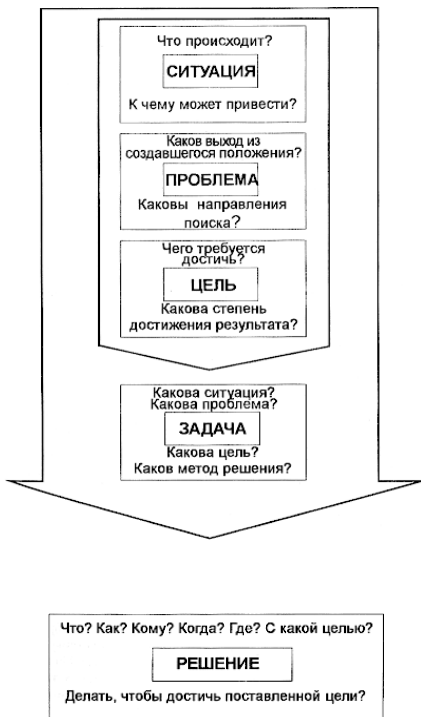 Что происходит?
СИТУАЦИЯ
К чему может привести?
Каков выход из
создавшегося положения?
ПРОБЛЕМА
Каковы направления
поиска?
Чего требуется
достичь?
ЦЕЛЬ
Какова степень
достижения результата?
Какова ситуация?
Какова проблема?
ЗАДАЧА
Какова цель?
Каков метод решения?
Что? Как? Кому? Когда? Где? С какой целью?
РЕШЕНИЕ
Делать, чтобы достичь поставленной цели?